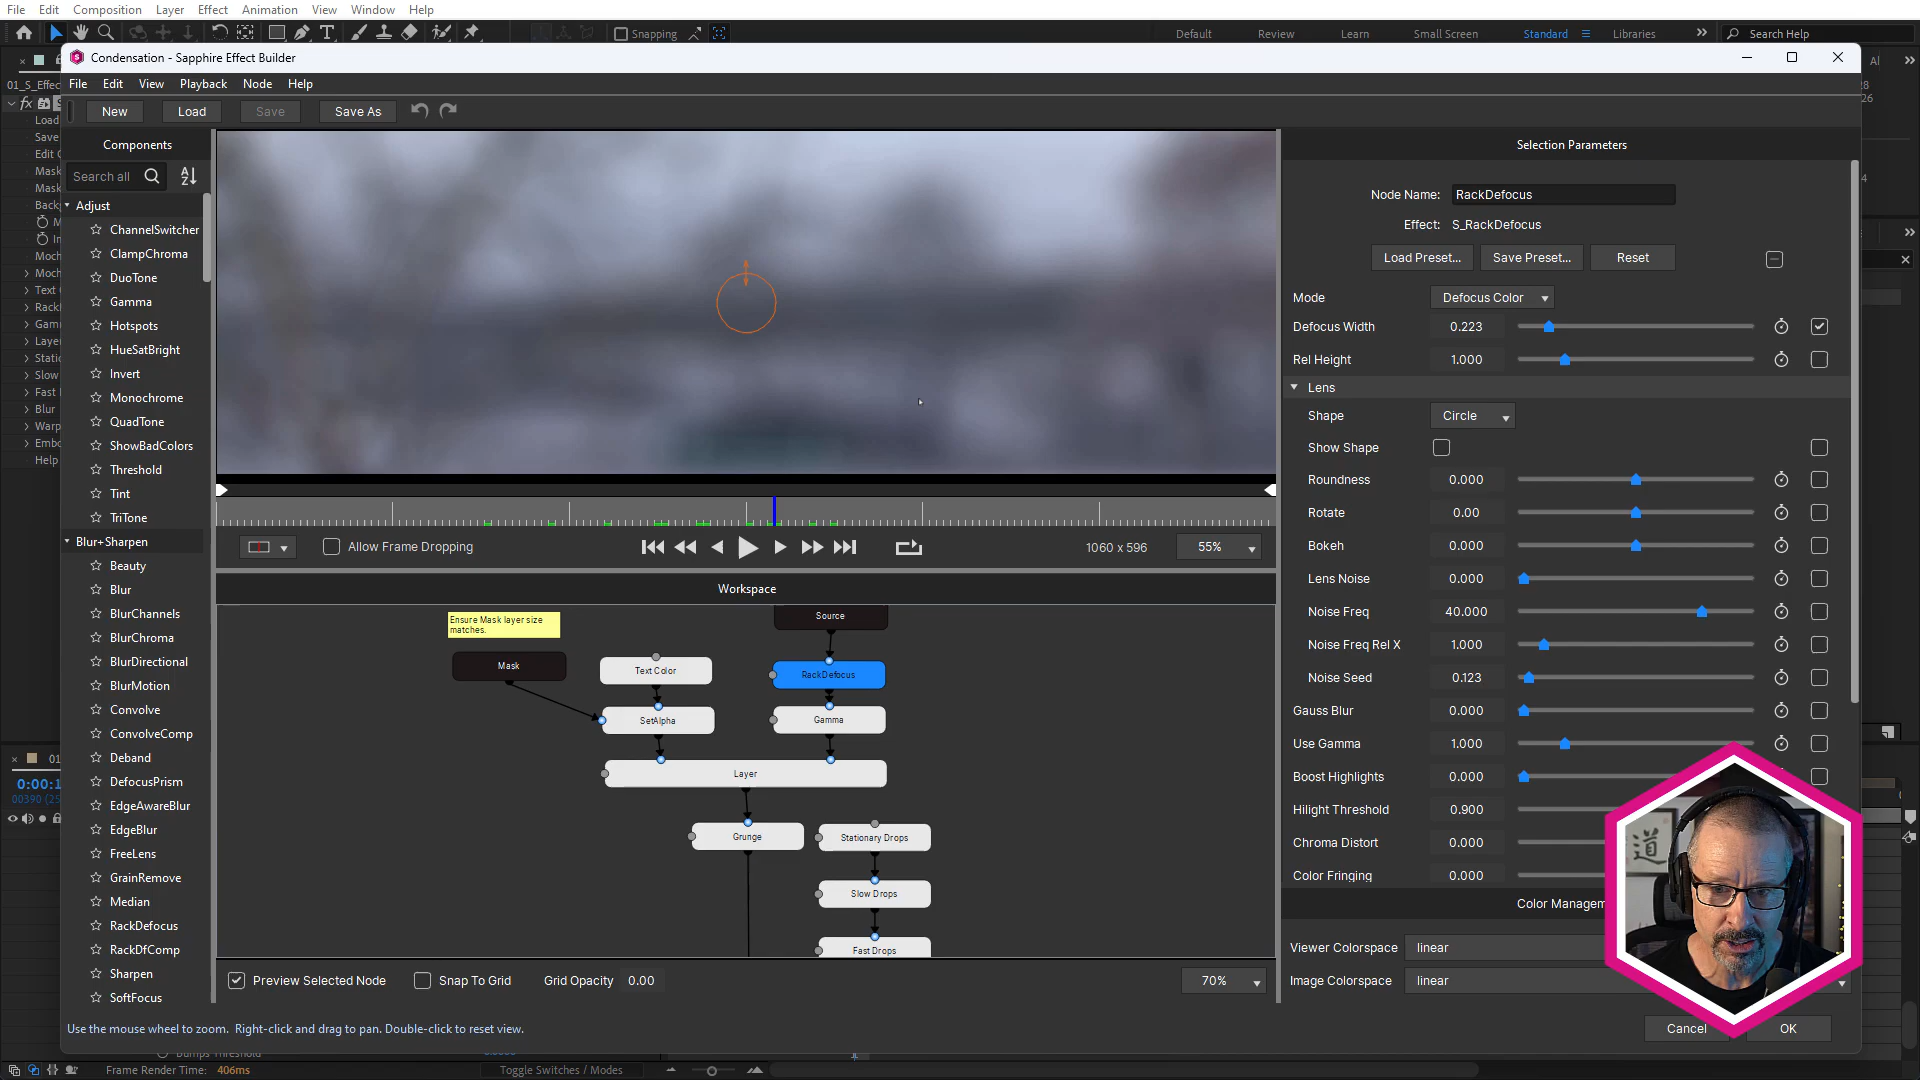 File Edit Composition Layer Effect Animation View Window Help
Snapping
Default Review Learn Small Screen Standard Libraries Search Help
Condensation - Sapphire Effect Builder
File Edit View Playback Node Help
New Load Save Save As
Components
Search all
Adjust
ChannelSwitcher
ClampChroma
DuoTone
Gamma
Hotspots
HueSatBright
Invert
Monochrome
QuadTone
ShowBadColors
Threshold
Tint
TriTone
Blur+Sharpen
Beauty
Blur
BlurChannels
BlurChroma
BlurDirectional
BlurMotion
Convolve
ConvolveComp
Deband
DefocusPrism
EdgeAwareBlur
EdgeBlur
FreeLens
GrainRemove
Median
RackDefocus
RackDfComp
Sharpen
SoftFocus
Allow Frame Dropping
1060 x 596
55%
Workspace
Ensure Mask layer size
matches.
Source
Mask
Text Color
RackDefocus
SetAlpha
Gamma
Layer
Grunge
Stationary Drops
Slow Drops
Fast Drops
Preview Selected Node Snap To Grid Grid Opacity 0.00 70%
Use the mouse wheel to zoom. Right-click and drag to pan. Double-click to reset view.
Selection Parameters
Node Name: RackDefocus
Effect: S_RackDefocus
Load Preset... Save Preset... Reset
Mode Defocus Color
Defocus Width 0.223
Rel Height 1.000
Lens
Shape Circle
Show Shape
Roundness 0.000
Rotate 0.00
Bokeh 0.000
Lens Noise 0.000
Noise Freq 40.000
Noise Freq Rel X 1.000
Noise Seed 0.123
Gauss Blur 0.000
Use Gamma 1.000
Boost Highlights 0.000
Hilight Threshold 0.900
Chroma Distort 0.000
Color Fringing 0.000
Viewer Colorspace linear
Image Colorspace linear
Cancel OK
道
Frame Render Time: 406ms
Toggle Switches / Modes